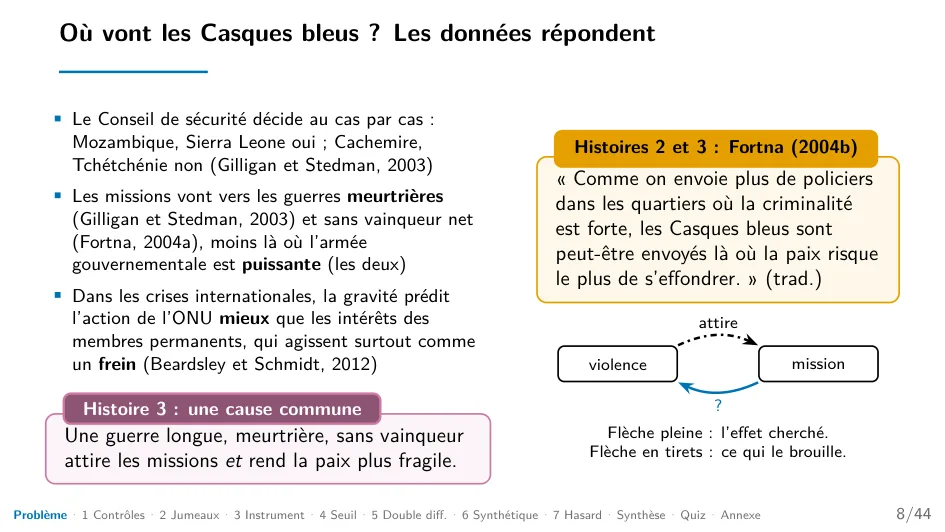 Où vont les Casques bleus ? Les données répondent
Le Conseil de sécurité décide au cas par cas :
Mozambique, Sierra Leone oui ; Cachemire,
Tchétchénie non (Gilligan et Stedman, 2003)
Les missions vont vers les guerres meurtrières
(Gilligan et Stedman, 2003) et sans vainqueur net
(Fortna, 2004a), moins là où l'armée
gouvernementale est puissante (les deux)
Dans les crises internationales, la gravité prédit
l'action de l'ONU mieux que les intérêts des
membres permanents, qui agissent surtout comme
un frein (Beardsley et Schmidt, 2012)
Histoire 3 : une cause commune
Une guerre longue, meurtrière, sans vainqueur
attire les missions et rend la paix plus fragile.
Histoires 2 et 3 : Fortna (2004b)
« Comme on envoie plus de policiers
dans les quartiers où la criminalité
est forte, les Casques bleus sont
peut-être envoyés là où la paix risque
le plus de s'effondrer. » (trad.)
attire
violence
mission
?
Flèche pleine : l'effet cherché.
Flèche en tirets : ce qui le brouille.
Problème · 1 Contrôles · 2 Jumeaux · 3 Instrument · 4 Seuil · 5 Double diff. · 6 Synthétique · 7 Hasard · Synthèse · Quiz · Annexe
8/44